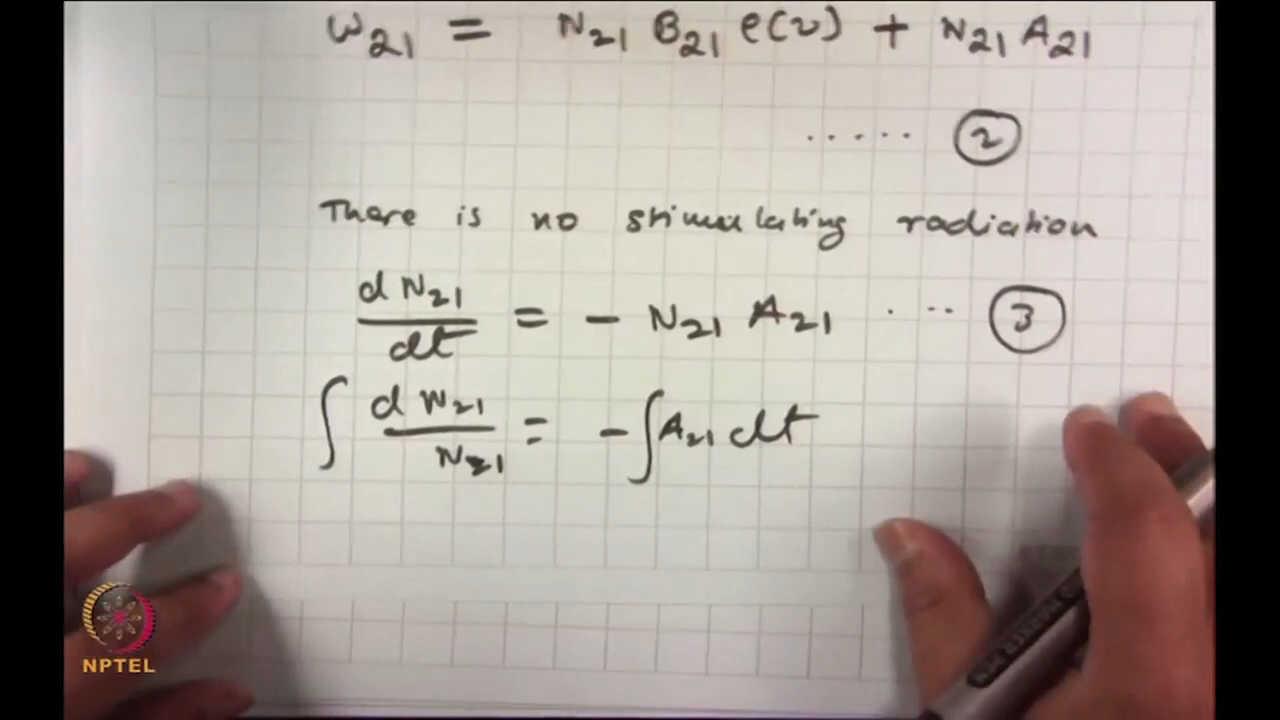 W21 = N21 B21 e(ν) + N21 A21
..... 2
There is no stimulating radiation
dN21/dt = - N21 A21 ... 3
∫ dN21/N21 = -∫A21 dt
NPTEL